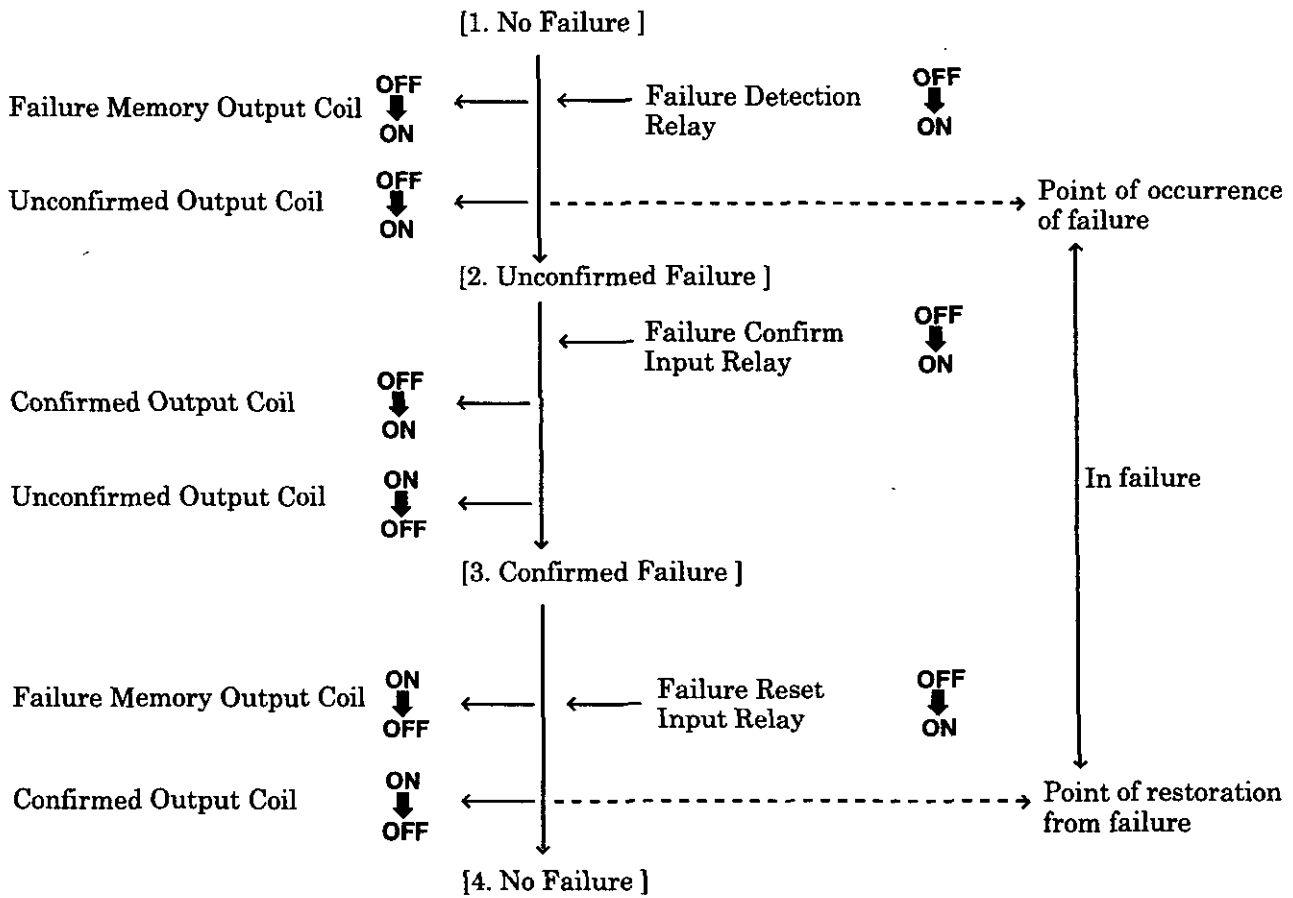 [1. No Failure ]
Failure Memory Output Coil OFF ON
Failure Detection Relay OFF ON
Unconfirmed Output Coil OFF ON
Point of occurrence of failure
[2. Unconfirmed Failure ]
Failure Confirm Input Relay OFF ON
Confirmed Output Coil OFF ON
In failure
Unconfirmed Output Coil ON OFF
[3. Confirmed Failure ]
Failure Memory Output Coil ON OFF
Failure Reset Input Relay OFF ON
Confirmed Output Coil ON OFF
Point of restoration from failure
[4. No Failure ]